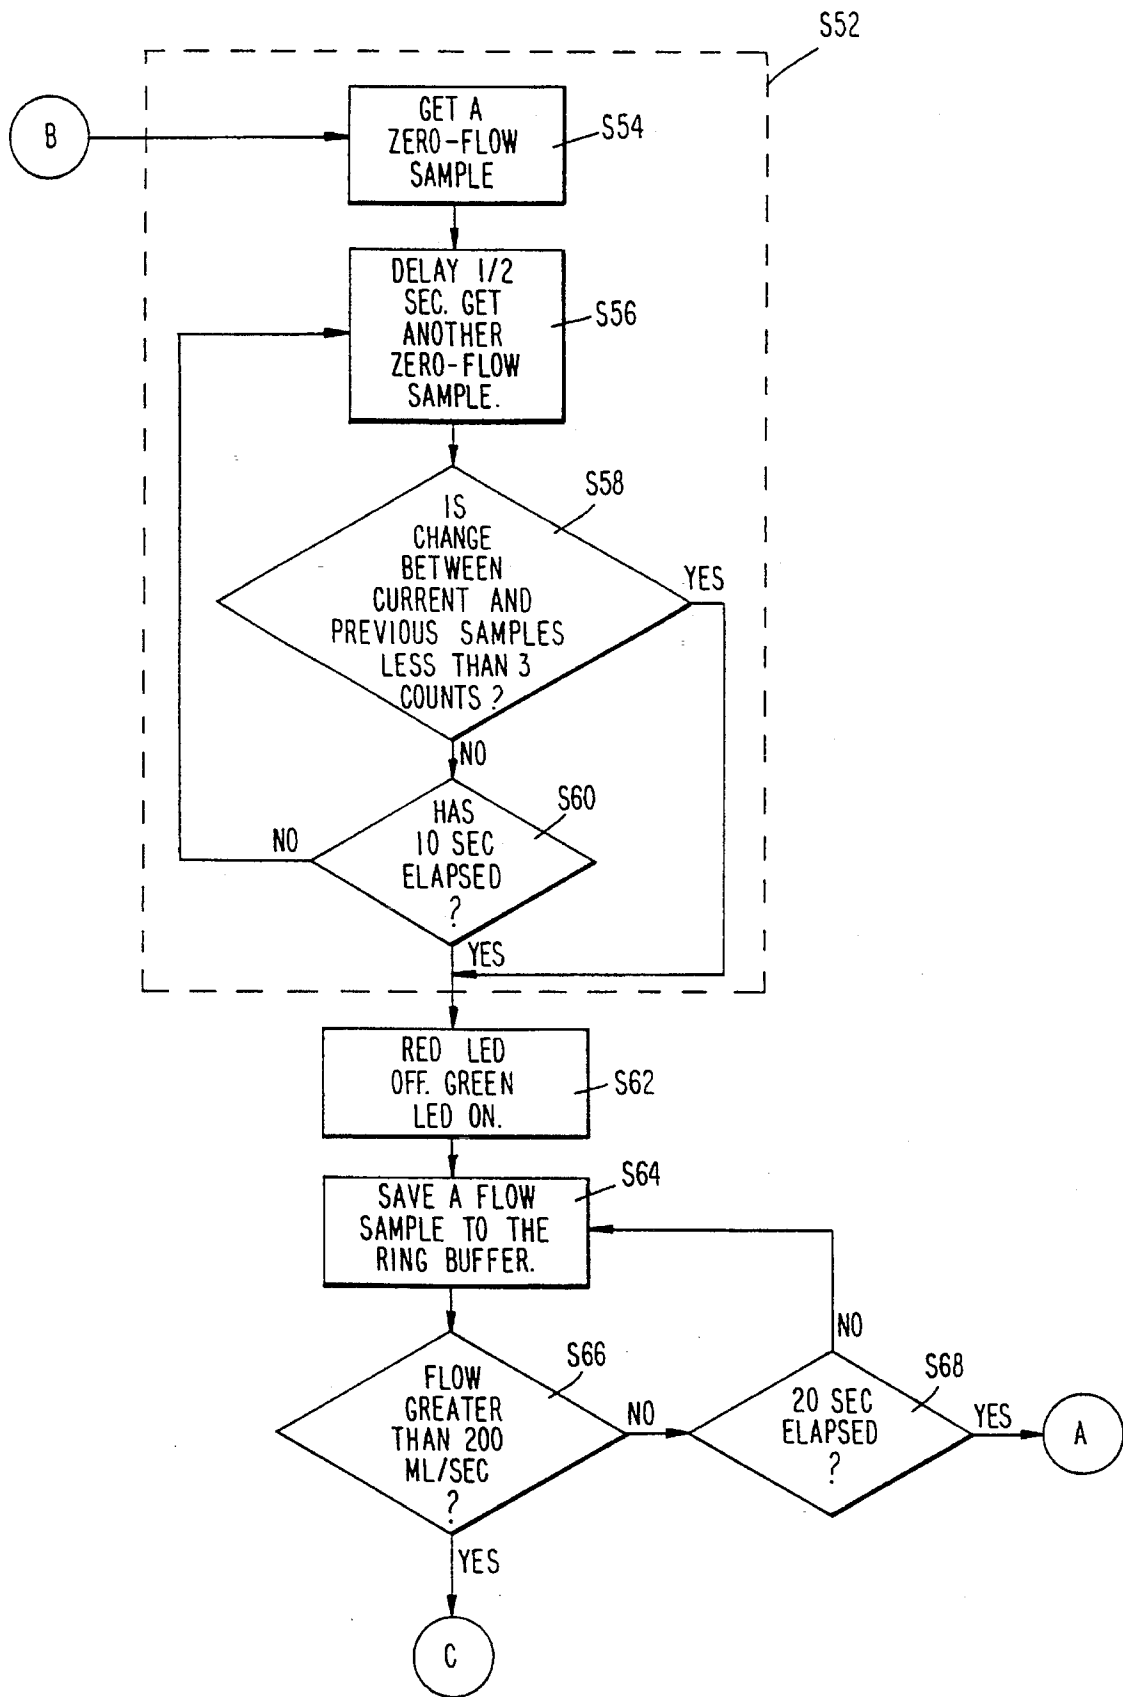 S52
B
GET A
ZERO-FLOW
SAMPLE
S54
DELAY 1/2
SEC. GET
ANOTHER
ZERO-FLOW
SAMPLE.
S56
S58
IS
CHANGE
BETWEEN
CURRENT AND
PREVIOUS SAMPLES
LESS THAN 3
COUNTS ?
YES
NO
S60
HAS
10 SEC
ELAPSED
?
NO
YES
RED LED
OFF. GREEN
LED ON.
S62
S64
SAVE A FLOW
SAMPLE TO THE
RING BUFFER.
S66
FLOW
GREATER
THAN 200
ML/SEC
?
NO
YES
S68
20 SEC
ELAPSED
?
NO
YES
A
C